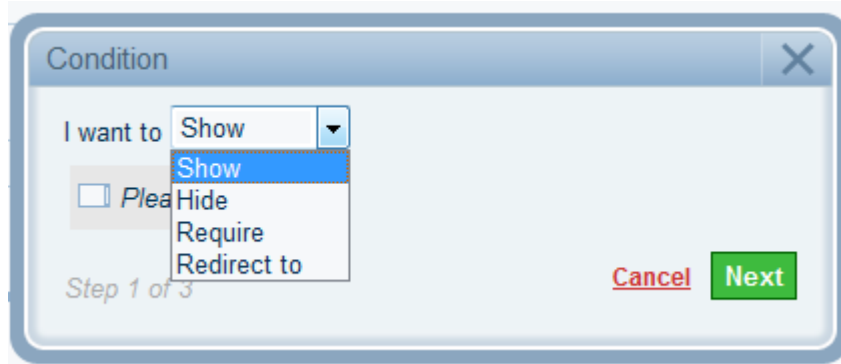 Condition
I want to Show
Show
Hide
Require
Redirect to
Step 1 of 3
Cancel Next